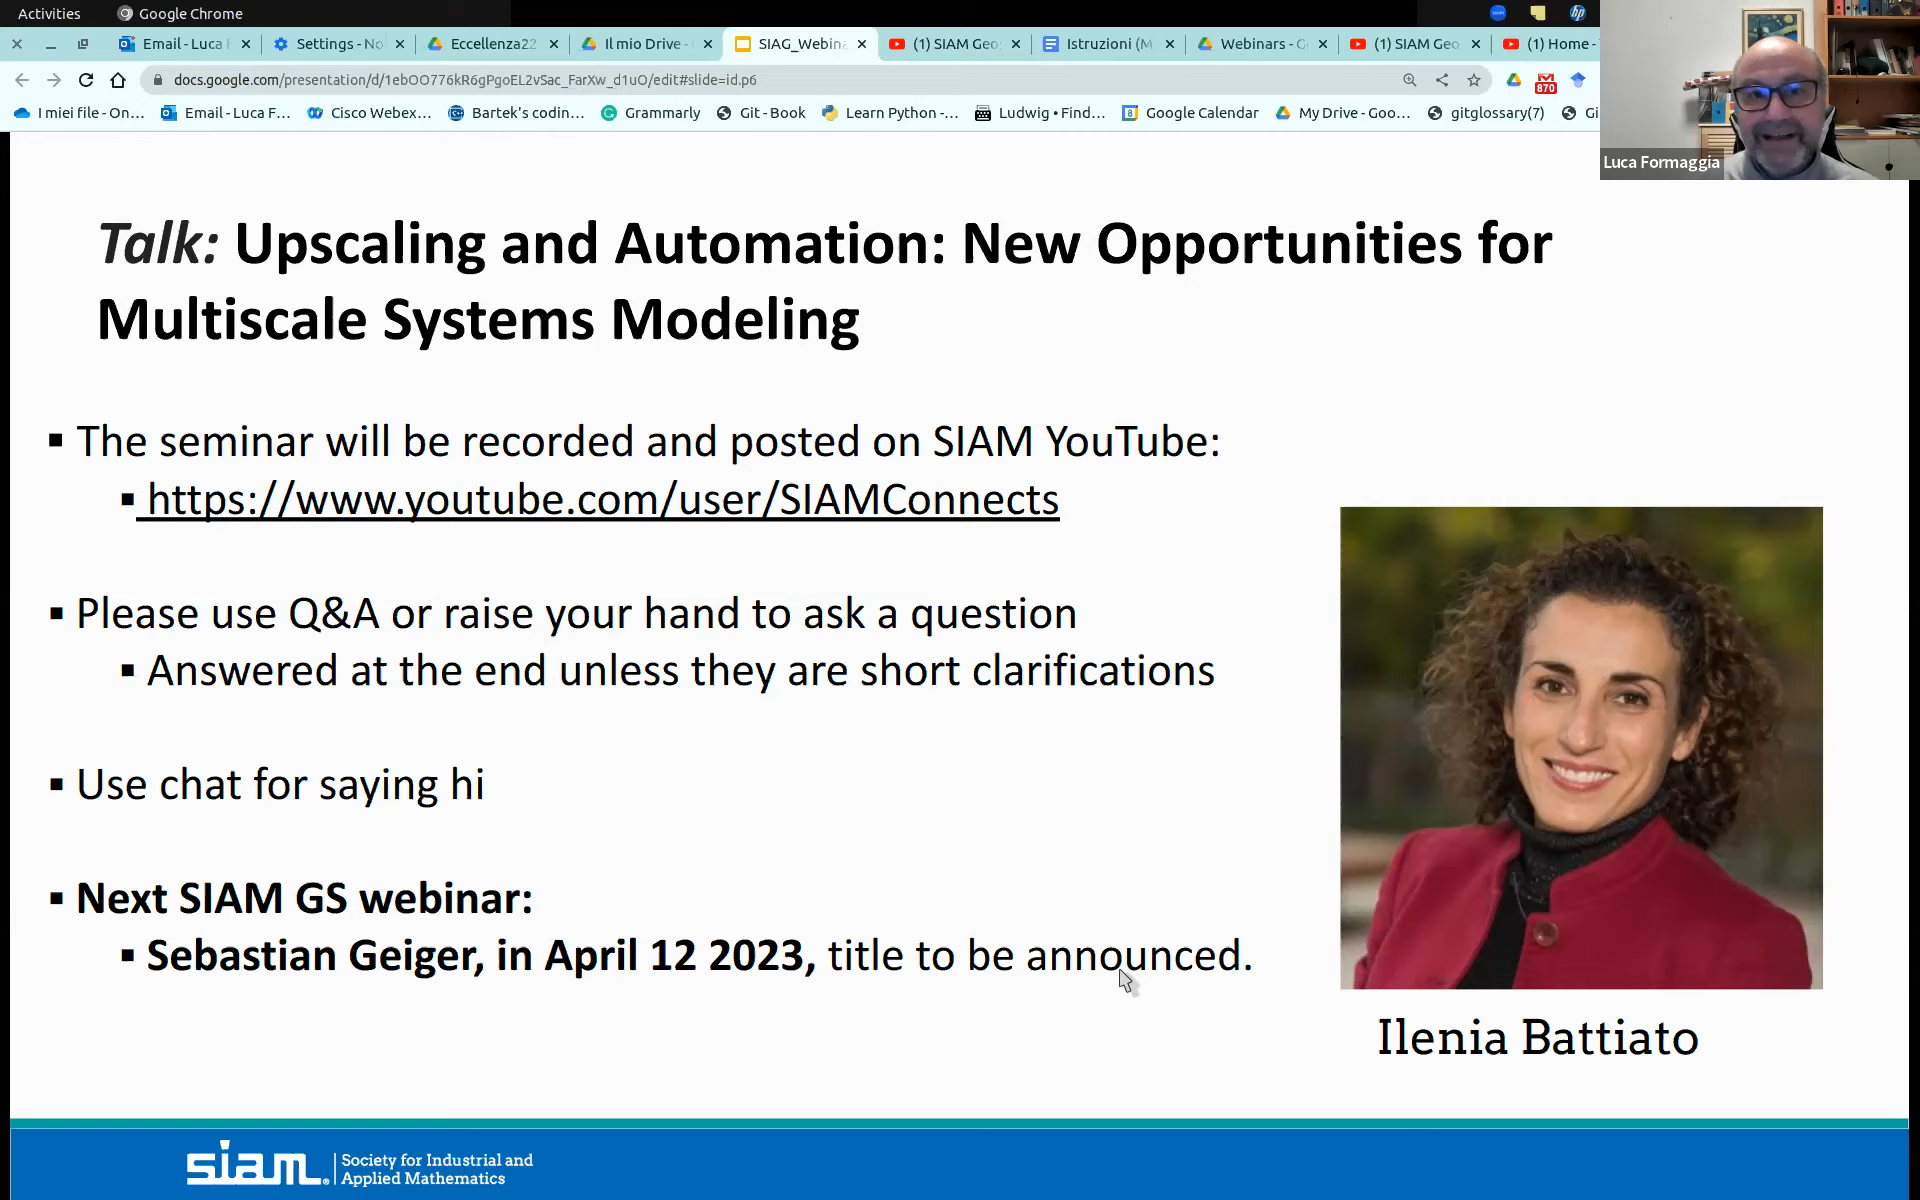 Activities
Google Chrome
Email - Luca
Settings - No
Eccellenza22
Il mio Drive -
SIAG_Webin
(1) SIAM Geo
Istruzioni (M
Webinars - G
(1) SIAM Geo
(1) Home -
docs.google.com/presentation/d/1ebOO776kR6gPgoEL2vSac_FarXw_d1uO/edit#slide=id.p6
870
I miei file - On...
Email - Luca F...
Cisco Webex...
Bartek's codin...
Grammarly
Git - Book
Learn Python -...
Ludwig • Find...
Google Calendar
My Drive - Goo...
gitglossary(7)
Gi
Luca Formaggia
Talk: Upscaling and Automation: New Opportunities for
Multiscale Systems Modeling
▪ The seminar will be recorded and posted on SIAM YouTube:
▪ https://www.youtube.com/user/SIAMConnects
▪ Please use Q&A or raise your hand to ask a question
▪ Answered at the end unless they are short clarifications
▪ Use chat for saying hi
▪ Next SIAM GS webinar:
▪ Sebastian Geiger, in April 12 2023, title to be announced.
Ilenia Battiato
siam.
Society for Industrial and
Applied Mathematics